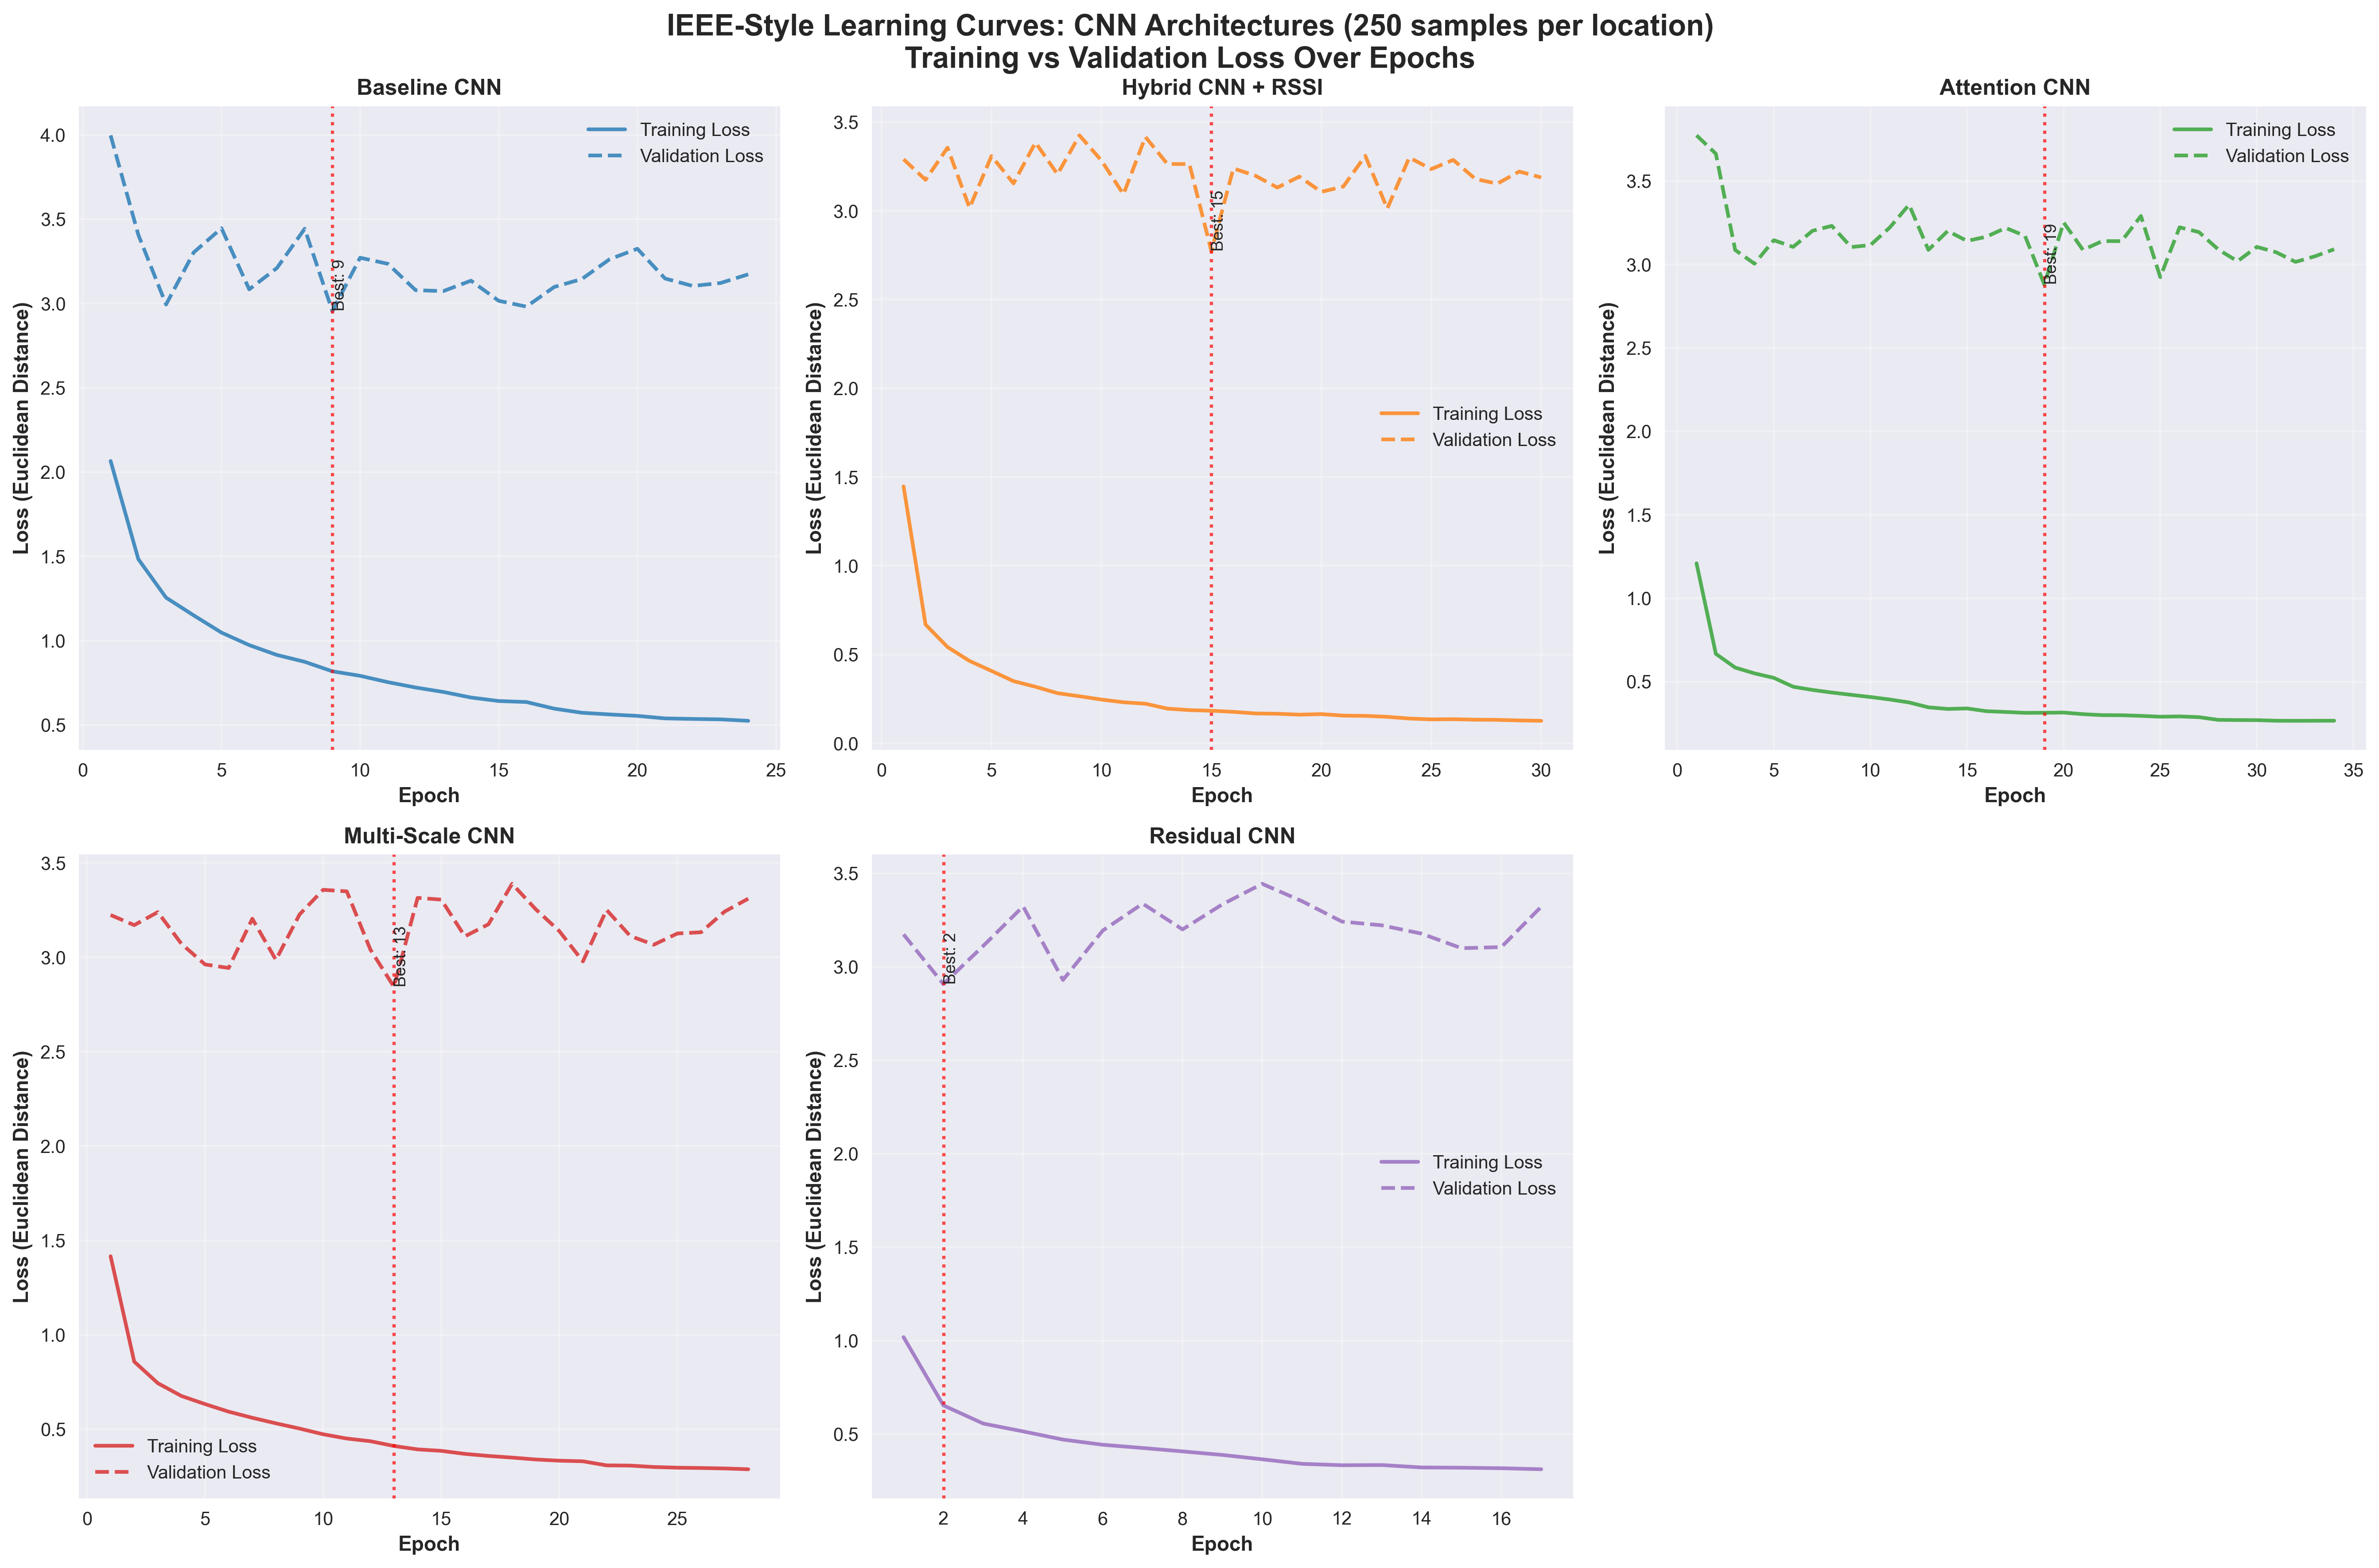 IEEE-Style Learning Curves: CNN Architectures (250 samples per location)
Training vs Validation Loss Over Epochs
Baseline CNN
Loss (Euclidean Distance)
4.0
3.5
3.0
2.5
2.0
1.5
1.0
0.5
Training Loss
Validation Loss
Best: 9
0 5 10 15 20 25
Epoch
Hybrid CNN + RSSI
Loss (Euclidean Distance)
3.5
3.0
2.5
2.0
1.5
1.0
0.5
0.0
Best: 15
Training Loss
Validation Loss
0 5 10 15 20 25 30
Epoch
Attention CNN
Loss (Euclidean Distance)
3.5
3.0
2.5
2.0
1.5
1.0
0.5
Training Loss
Validation Loss
Best: 19
0 5 10 15 20 25 30 35
Epoch
Multi-Scale CNN
Loss (Euclidean Distance)
3.5
3.0
2.5
2.0
1.5
1.0
0.5
Best: 13
Training Loss
Validation Loss
0 5 10 15 20 25
Epoch
Residual CNN
Loss (Euclidean Distance)
3.5
3.0
2.5
2.0
1.5
1.0
0.5
Best: 2
Training Loss
Validation Loss
2 4 6 8 10 12 14 16
Epoch